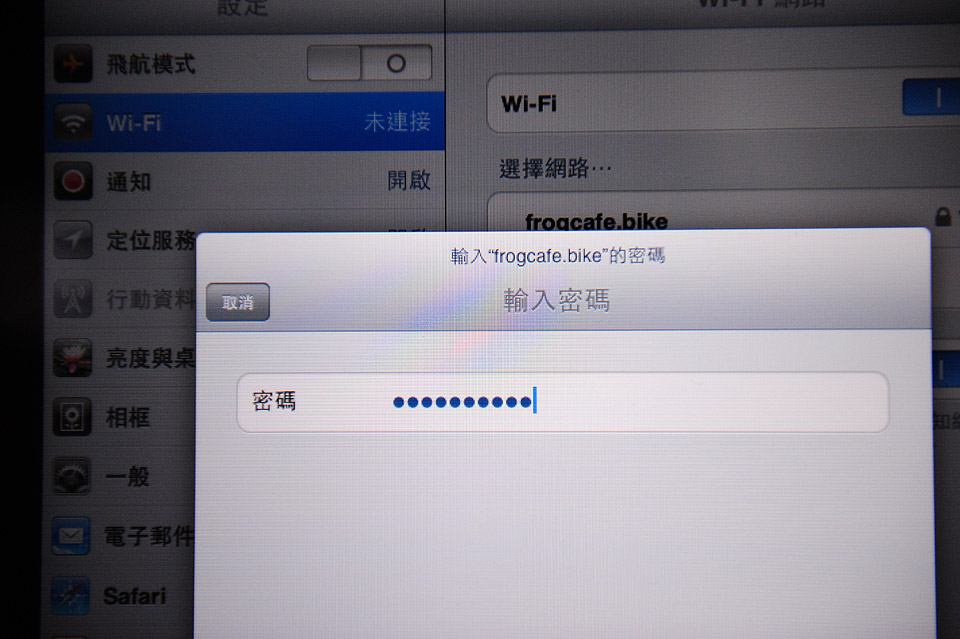 設定
Wi-Fi 網路
飛航模式
Wi-Fi 未連接
通知 開啟
定位服務
行動資料
亮度與桌
相框
一般
電子郵件
Safari
Wi-Fi
選擇網路…
frogcafe.bike
輸入“frogcafe.bike”的密碼
取消
輸入密碼
密碼 ••••••••••